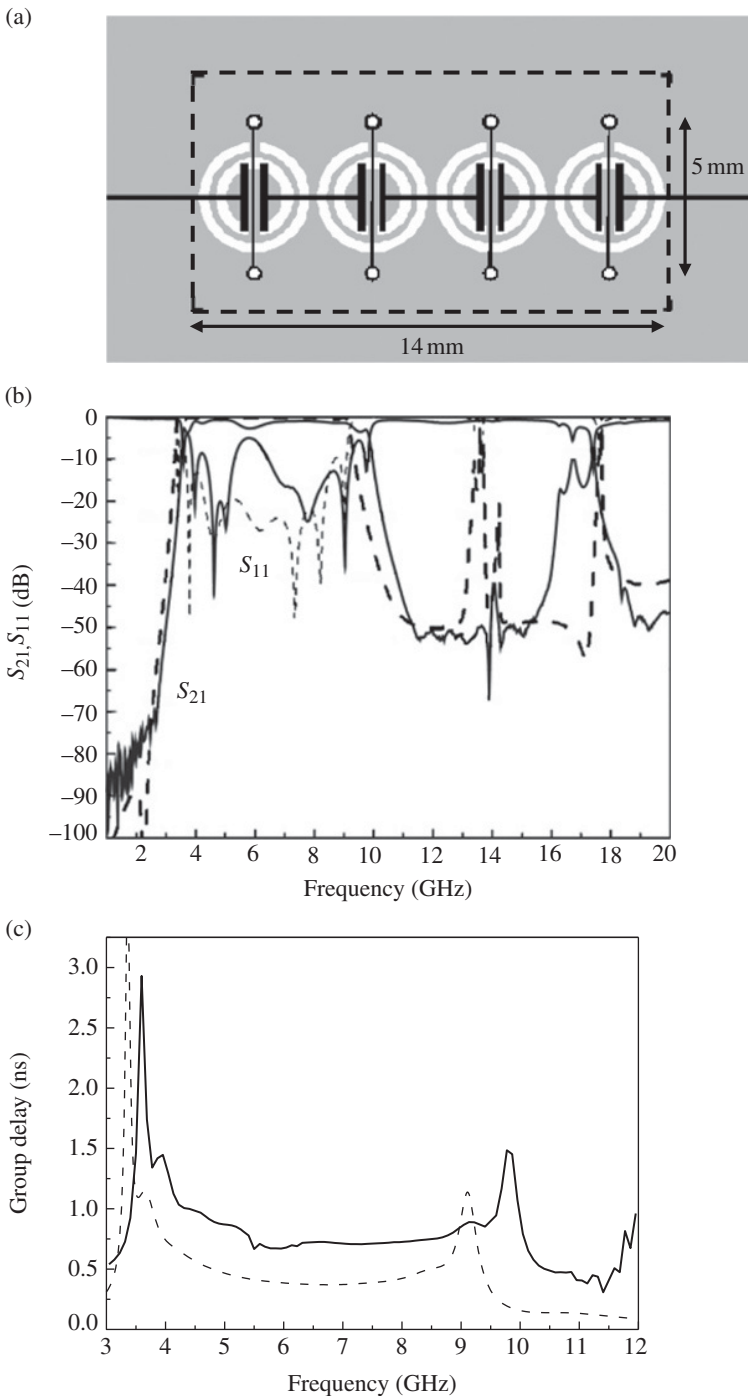 (a)
5 mm
14 mm
(b)
S21, S11 (dB)
0
−10
−20
−30
−40
−50
−60
−70
−80
−90
−100
S11
S21
2 4 6 8 10 12 14 16 18 20
Frequency (GHz)
(c)
Group delay (ns)
3.0
2.5
2.0
1.5
1.0
0.5
0.0
3 4 5 6 7 8 9 10 11 12
Frequency (GHz)